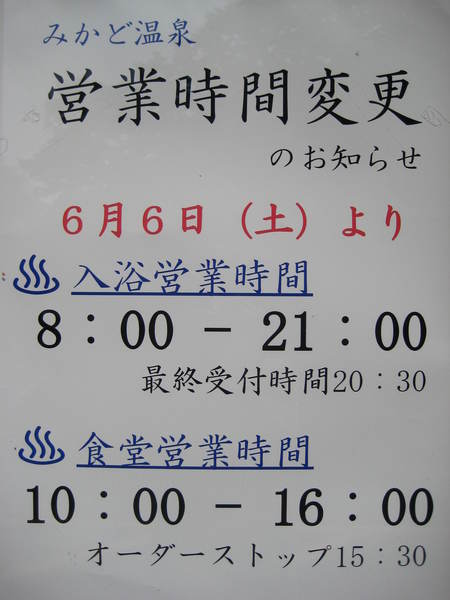 みかど温泉
営業時間変更
のお知らせ
6月6日（土）より
♨ 入浴営業時間
8：00 − 21：00
最終受付時間20：30
♨ 食堂営業時間
10：00 − 16：00
オーダーストップ15：30